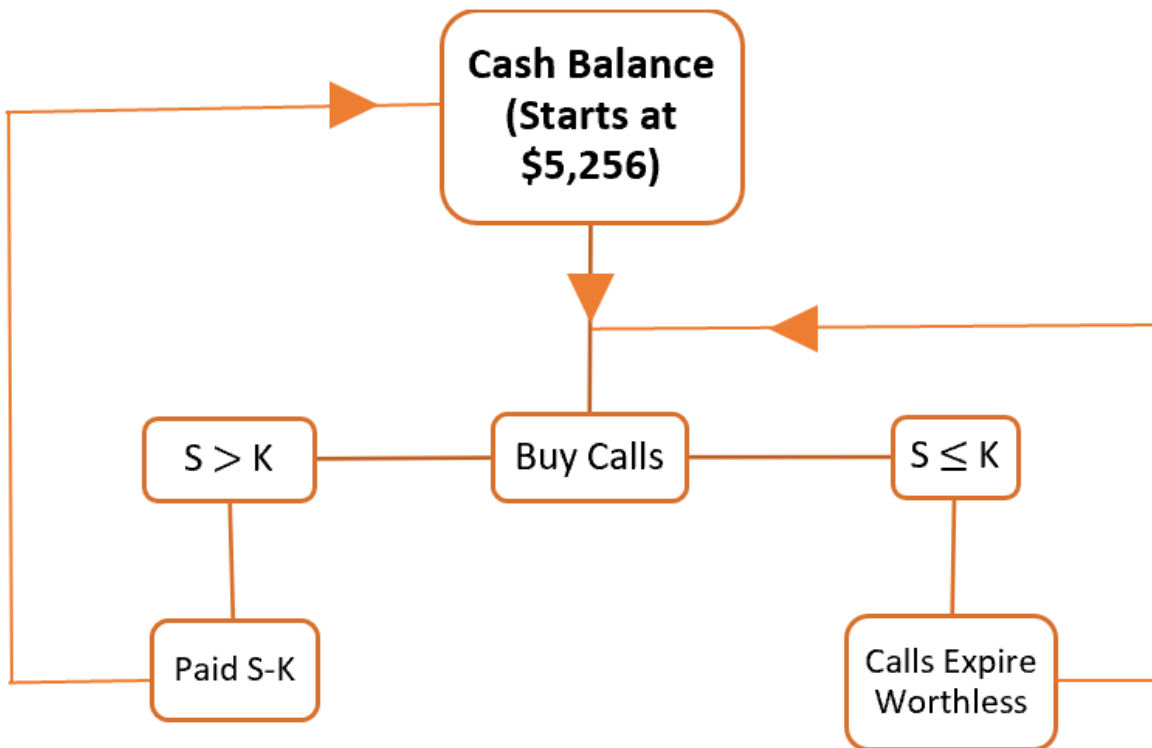 Cash Balance
(Starts at
$5,256)
S > K
Buy Calls
S ≤ K
Paid S-K
Calls Expire
Worthless